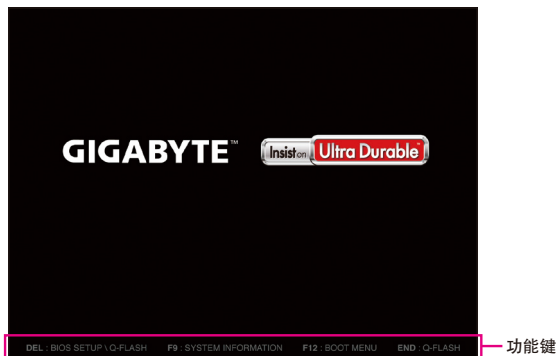 GIGABYTE™
Insist on Ultra Durable™
DEL : BIOS SETUP \ Q-FLASH F9 : SYSTEM INFORMATION F12 : BOOT MENU END : Q-FLASH
功能键